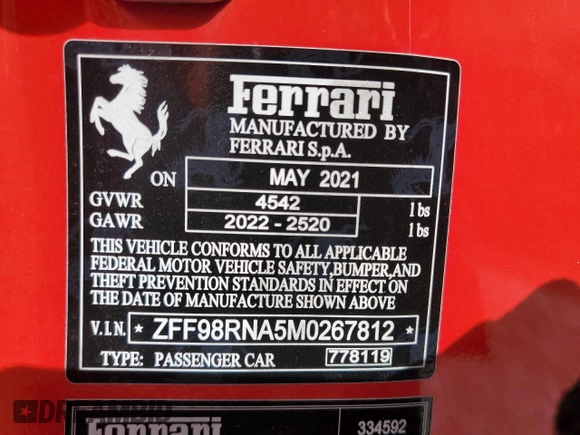 Ferrari
MANUFACTURED BY
FERRARI S.p.A.
ON MAY 2021
GVWR 4542 lbs
GAWR 2022 - 2520 lbs
THIS VEHICLE CONFORMS TO ALL APPLICABLE
FEDERAL MOTOR VEHICLE SAFETY,BUMPER,AND
THEFT PREVENTION STANDARDS IN EFFECT ON
THE DATE OF MANUFACTURE SHOWN ABOVE
V.I.N. * ZFF98RNA5M0267812 *
TYPE: PASSENGER CAR 778119
DREAMBID
Ferrari 334592